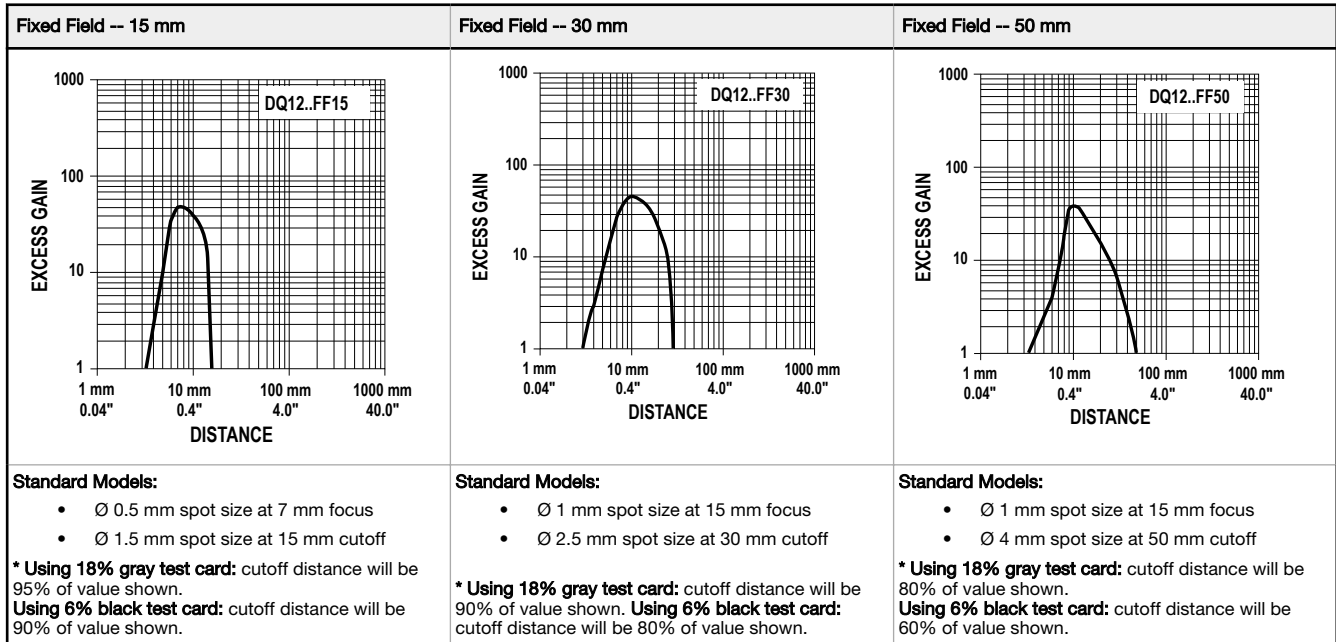 Fixed Field -- 15 mm
Fixed Field -- 30 mm
Fixed Field -- 50 mm
1000
100
10
1
EXCESS GAIN
DQ12..FF15
1 mm 10 mm 100 mm 1000 mm
0.04" 0.4" 4.0" 40.0"
DISTANCE
1000
100
10
1
EXCESS GAIN
DQ12..FF30
1 mm 10 mm 100 mm 1000 mm
0.04" 0.4" 4.0" 40.0"
DISTANCE
1000
100
10
1
EXCESS GAIN
DQ12..FF50
1 mm 10 mm 100 mm 1000 mm
0.04" 0.4" 4.0" 40.0"
DISTANCE
Standard Models:
• Ø 0.5 mm spot size at 7 mm focus
• Ø 1.5 mm spot size at 15 mm cutoff
* Using 18% gray test card: cutoff distance will be
95% of value shown.
Using 6% black test card: cutoff distance will be
90% of value shown.
Standard Models:
• Ø 1 mm spot size at 15 mm focus
• Ø 2.5 mm spot size at 30 mm cutoff
* Using 18% gray test card: cutoff distance will be
90% of value shown. Using 6% black test card:
cutoff distance will be 80% of value shown.
Standard Models:
• Ø 1 mm spot size at 15 mm focus
• Ø 4 mm spot size at 50 mm cutoff
* Using 18% gray test card: cutoff distance will be
80% of value shown.
Using 6% black test card: cutoff distance will be
60% of value shown.